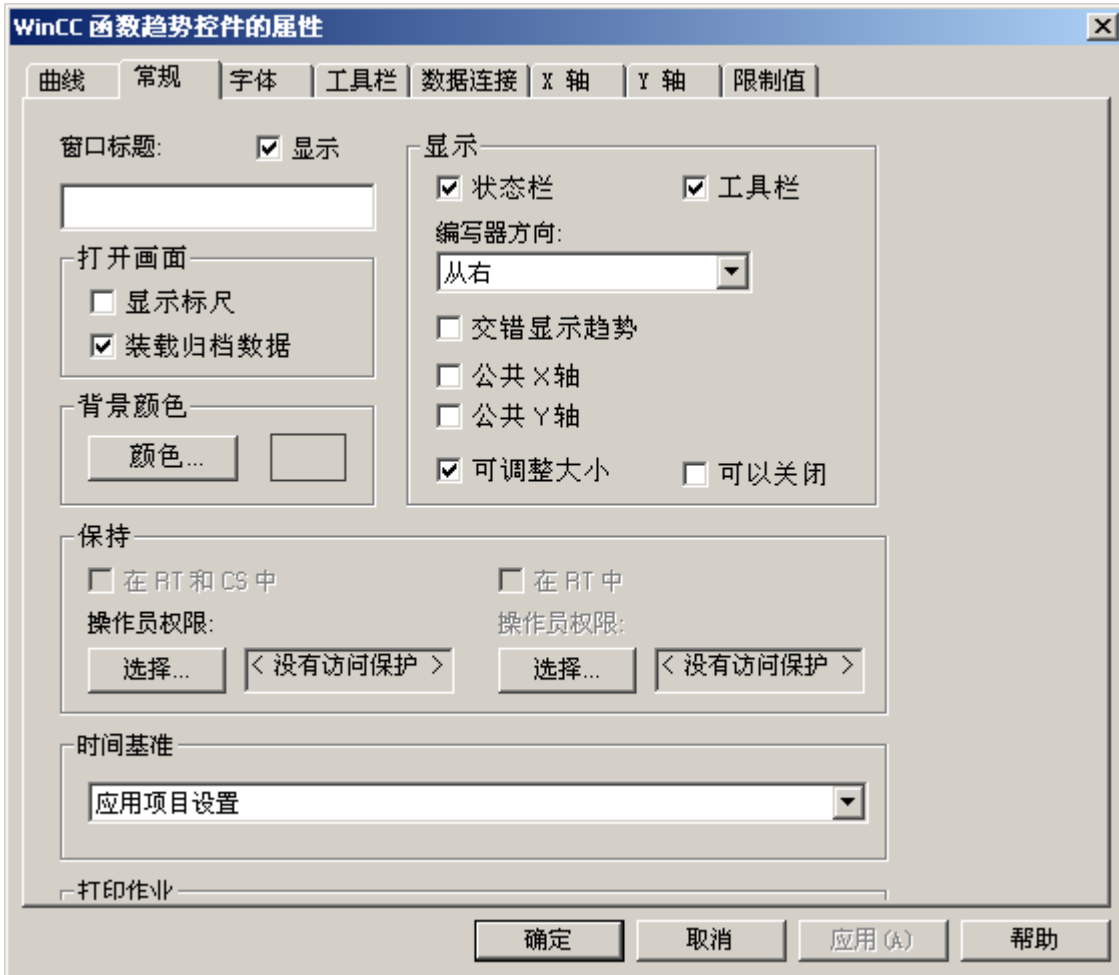 WinCC 函数趋势控件的属性
曲线 常规 字体 工具栏 数据连接 X 轴 Y 轴 限制值
窗口标题: 显示
显示
状态栏 工具栏
编写器方向:
从右
打开画面
显示标尺
装载归档数据
交错显示趋势
公共 X 轴
公共 Y 轴
背景颜色
颜色...
可调整大小 可以关闭
保持
在 RT 和 CS 中 在 RT 中
操作员权限: 操作员权限:
选择... < 没有访问保护 > 选择... < 没有访问保护 >
时间基准
应用项目设置
打印作业
确定 取消 应用(A) 帮助